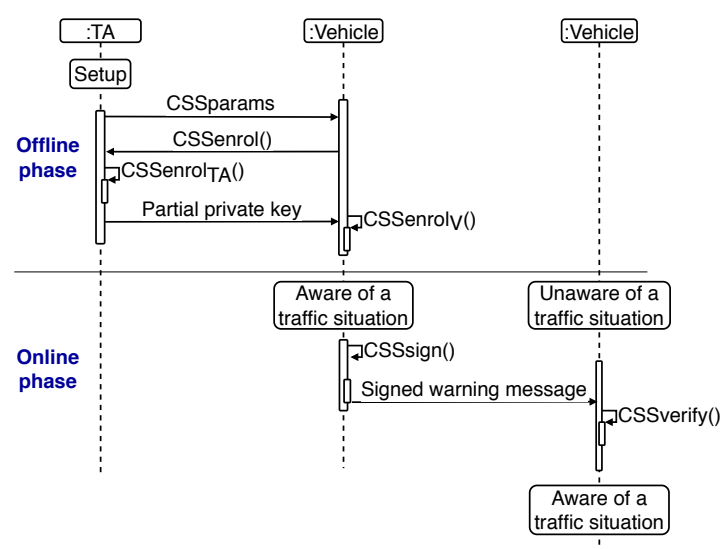 :TA
:Vehicle
:Vehicle
Setup
CSSparams
Offline
phase
CSSenrol()
CSSenrolTA()
Partial private key
CSSenrolV()
Aware of a
traffic situation
Unaware of a
traffic situation
Online
phase
CSSsign()
Signed warning message
CSSverify()
Aware of a
traffic situation